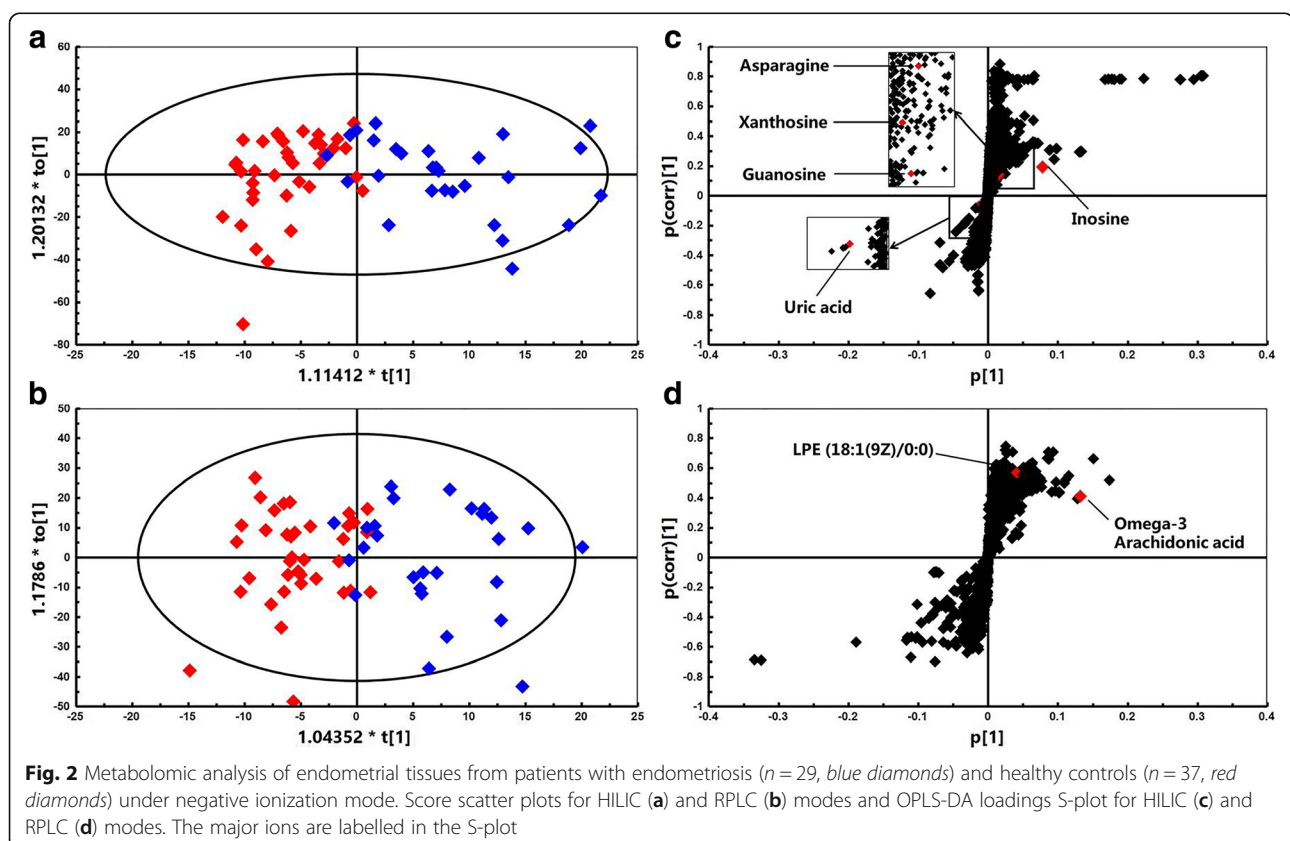 a
60
40
20
0
-20
-40
-60
-80
1.20132 * to[1]
-25 -20 -15 -10 -5 0 5 10 15 20 25
1.11412 * t[1]
c
1
0.8
0.6
0.4
0.2
0
0.2
0.4
0.6
0.8
1
p(corr)[1]
Asparagine
Xanthosine
Guanosine
Inosine
Uric acid
-0.4 -0.3 -0.2 -0.1 0 0.1 0.2 0.3 0.4
p[1]
b
50
40
30
20
10
0
-10
-20
-30
-40
-50
1.1786 * to[1]
-25 -20 -15 -10 -5 0 5 10 15 20 25
1.04352 * t[1]
d
1
0.8
0.6
0.4
0.2
0
0.2
0.4
0.6
0.8
1
p(corr)[1]
LPE (18:1(9Z)/0:0)
Omega-3
Arachidonic acid
-0.4 -0.3 -0.2 -0.1 0 0.1 0.2 0.3 0.4
p[1]
Fig. 2 Metabolomic analysis of endometrial tissues from patients with endometriosis (n = 29, blue diamonds) and healthy controls (n = 37, red
diamonds) under negative ionization mode. Score scatter plots for HILIC (a) and RPLC (b) modes and OPLS-DA loadings S-plot for HILIC (c) and
RPLC (d) modes. The major ions are labelled in the S-plot